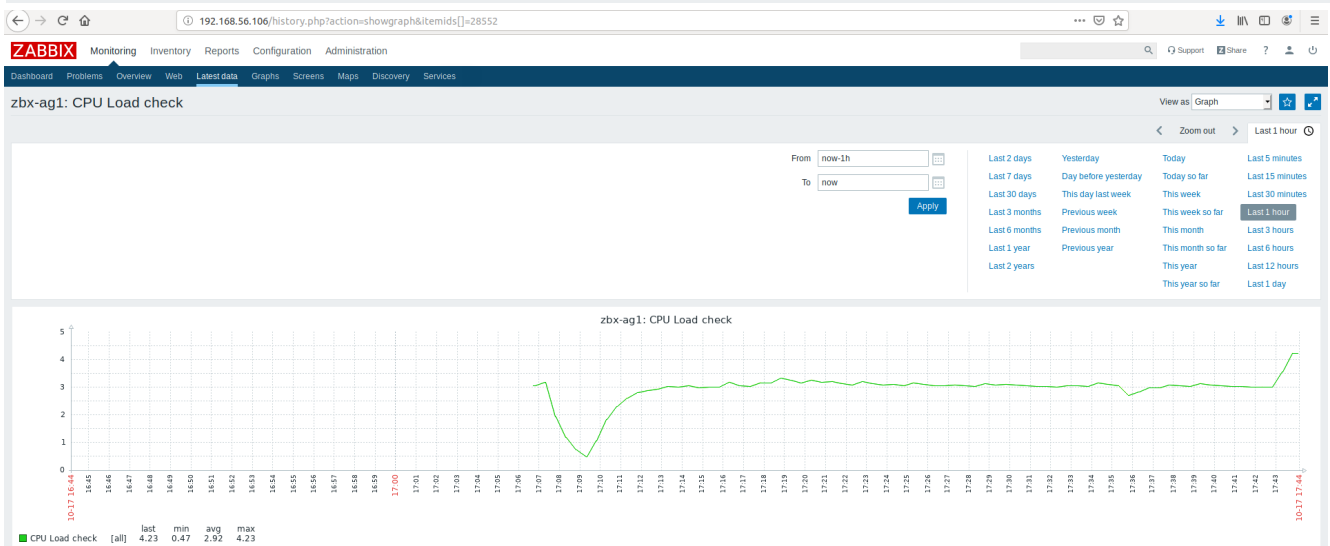 192.168.56.106/history.php?action=showgraph&itemids[]=28552
ZABBIX Monitoring Inventory Reports Configuration Administration Support Share ?
Dashboard Problems Overview Web Latest data Graphs Screens Maps Discovery Services
zbx-ag1: CPU Load check View as Graph
Zoom out Last 1 hour
From now-1h Last 2 days Yesterday Today Last 5 minutes
Last 7 days Day before yesterday Today so far Last 15 minutes
To now
Last 30 days This day last week This week Last 30 minutes
Apply Last 3 months Previous week This week so far Last 1 hour
Last 6 months Previous month This month Last 3 hours
Last 1 year Previous year This month so far Last 6 hours
Last 2 years This year Last 12 hours
This year so far Last 1 day
zbx-ag1: CPU Load check
5
4
3
2
1
0
10-17 16:44 16:45 16:46 16:47 16:48 16:49 16:50 16:51 16:52 16:53 16:54 16:55 16:56 16:57 16:58 16:59 17:00 17:01 17:02 17:03 17:04 17:05 17:06 17:07 17:08 17:09 17:10 17:11 17:12 17:13 17:14 17:15 17:16 17:17 17:18 17:19 17:20 17:21 17:22 17:23 17:24 17:25 17:26 17:27 17:28 17:29 17:30 17:31 17:32 17:33 17:34 17:35 17:36 17:37 17:38 17:39 17:40 17:41 17:42 17:43 10-17 17:44
last min avg max
CPU Load check [all] 4.23 0.47 2.92 4.23